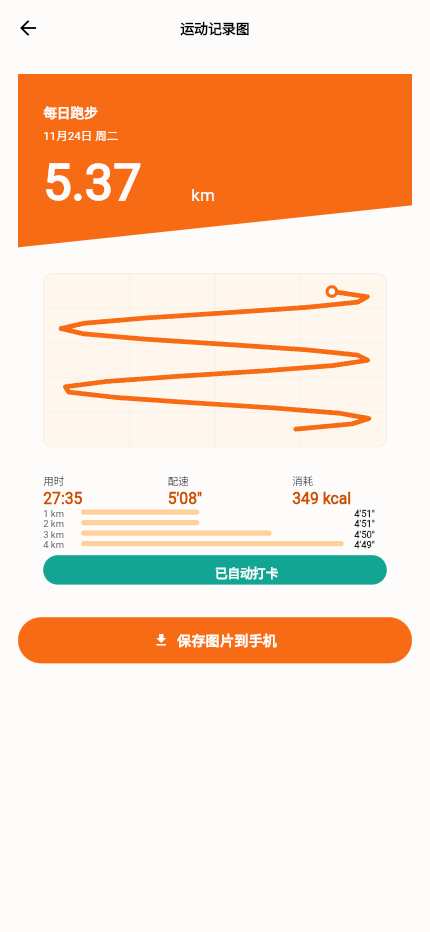 运动记录图
每日跑步
11月24日 周二
5.37 km
用时 配速 消耗
27:35 5'08" 349 kcal
1 km 4'51"
2 km 4'51"
3 km 4'50"
4 km 4'49"
已自动打卡
保存图片到手机